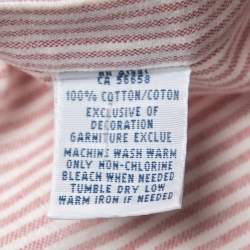 CA 56658
100% COTTON/COTON
EXCLUSIVE OF
DECORATION
GARNITURE EXCLUE
MACHINE WASH WARM
ONLY NON-CHLORINE
BLEACH WHEN NEEDED
TUMBLE DRY LOW
WARM IRON IF NEEDED